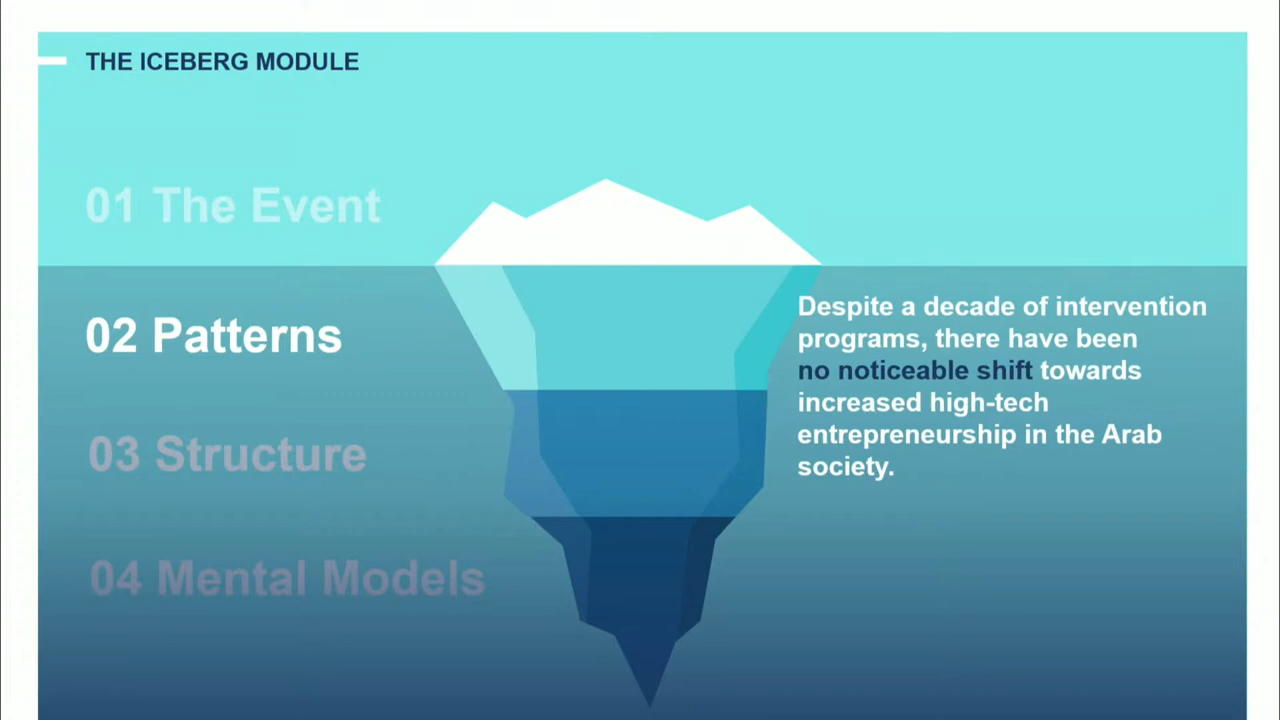 THE ICEBERG MODULE
01 The Event
02 Patterns
Despite a decade of intervention
programs, there have been
no noticeable shift towards
increased high-tech
entrepreneurship in the Arab
society.
03 Structure
04 Mental Models